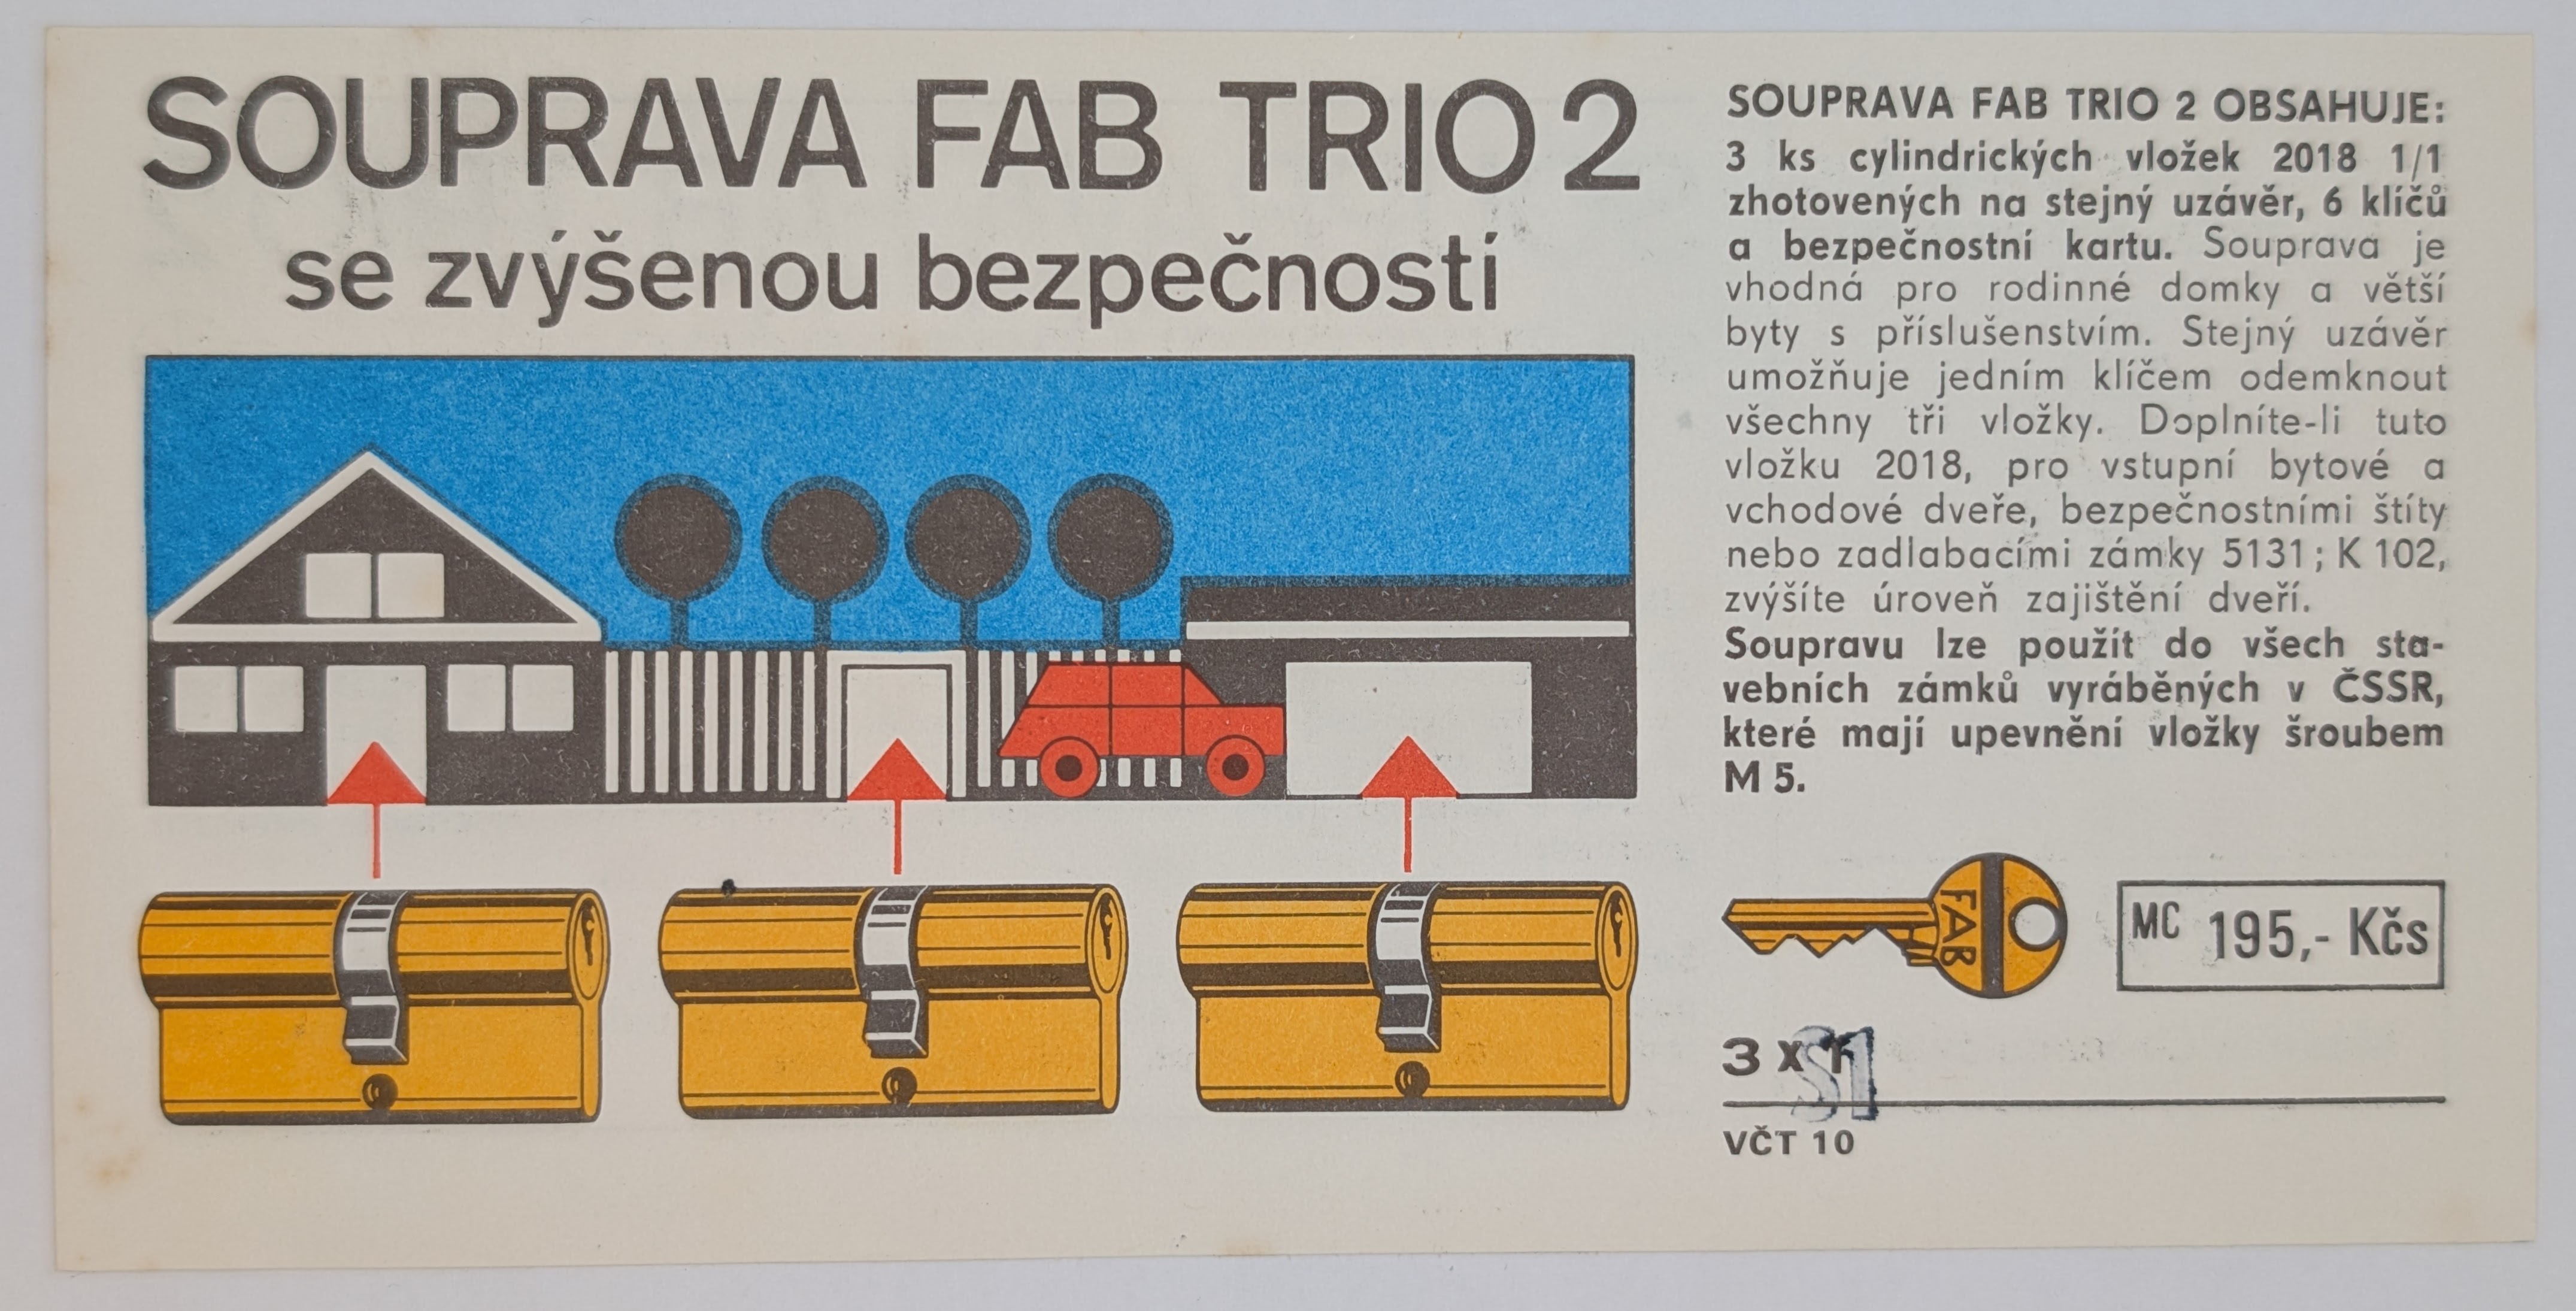 SOUPRAVA FAB TRIO 2
se zvýšenou bezpečností
SOUPRAVA FAB TRIO 2 OBSAHUJE:
3 ks cylindrických vložek 2018 1/1
zhotovených na stejný uzávěr, 6 klíčů
a bezpečnostní kartu. Souprava je
vhodná pro rodinné domky a větší
byty s příslušenstvím. Stejný uzávěr
umožňuje jedním klíčem odemknout
všechny tři vložky. Doplníte-li tuto
vložku 2018, pro vstupní bytové a
vchodové dveře, bezpečnostními štíty
nebo zadlabacími zámky 5131; K 102,
zvýšíte úroveň zajištění dveří.
Soupravu lze použít do všech sta-
vebních zámků vyráběných v ČSSR,
které mají upevnění vložky šroubem
M 5.
FAB
MC 195,- Kčs
3 x
VČT 10